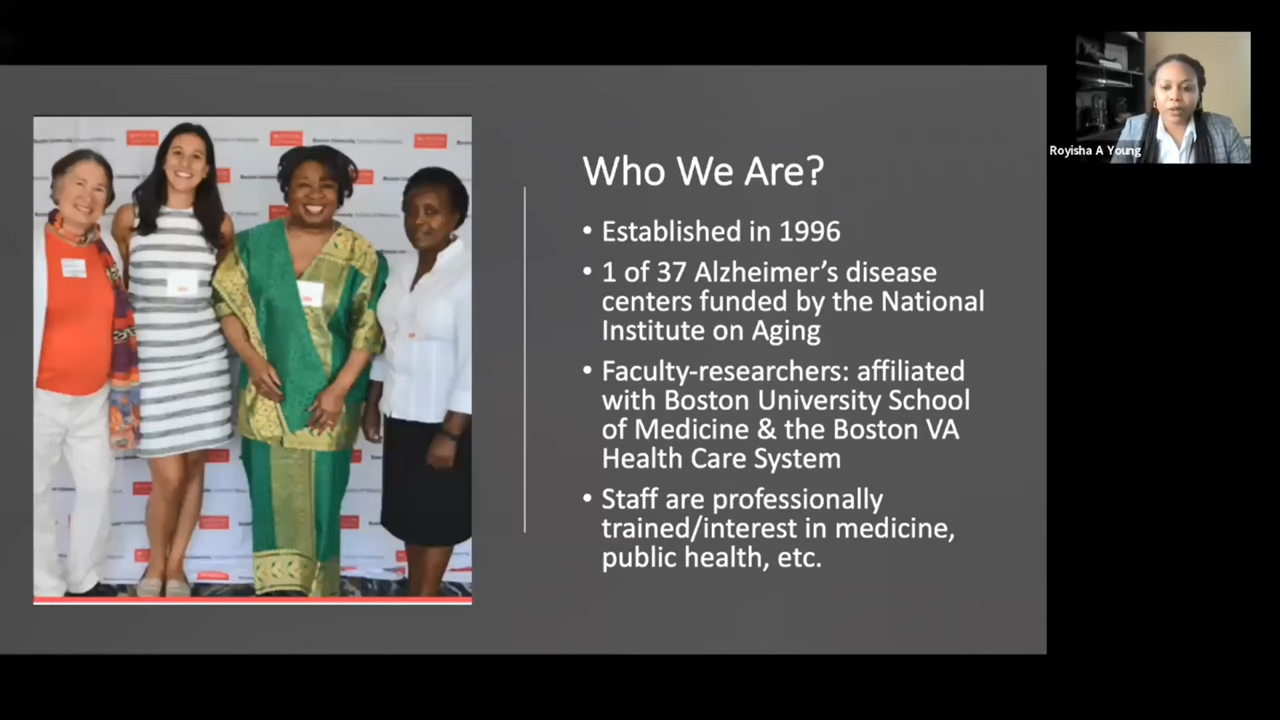 Who We Are?
• Established in 1996
• 1 of 37 Alzheimer's disease
centers funded by the National
Institute on Aging
• Faculty-researchers: affiliated
with Boston University School
of Medicine & the Boston VA
Health Care System
• Staff are professionally
trained/interest in medicine,
public health, etc.
Royisha A Young